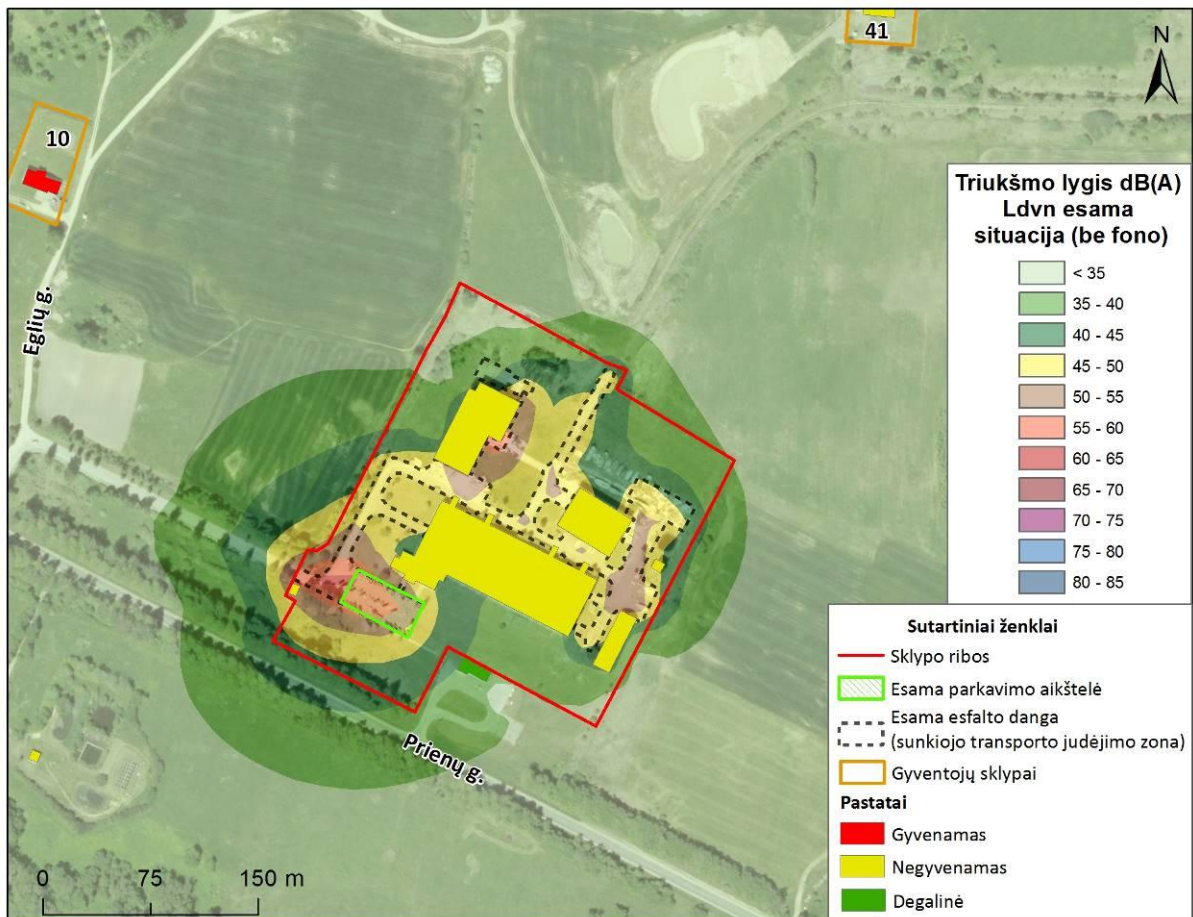 41
N
10
Triukšmo lygis dB(A)
Ldvn esama
situacija (be fono)
< 35
35 - 40
40 - 45
45 - 50
50 - 55
55 - 60
60 - 65
65 - 70
70 - 75
75 - 80
80 - 85
Eglių g.
Prienų g.
Sutartiniai ženklai
Sklypo ribos
Esama parkavimo aikštelė
Esama esfalto danga
(sunkiojo transporto judėjimo zona)
Gyventojų sklypai
Pastatai
Gyvenamas
Negyvenamas
Degalinė
0 75 150 m